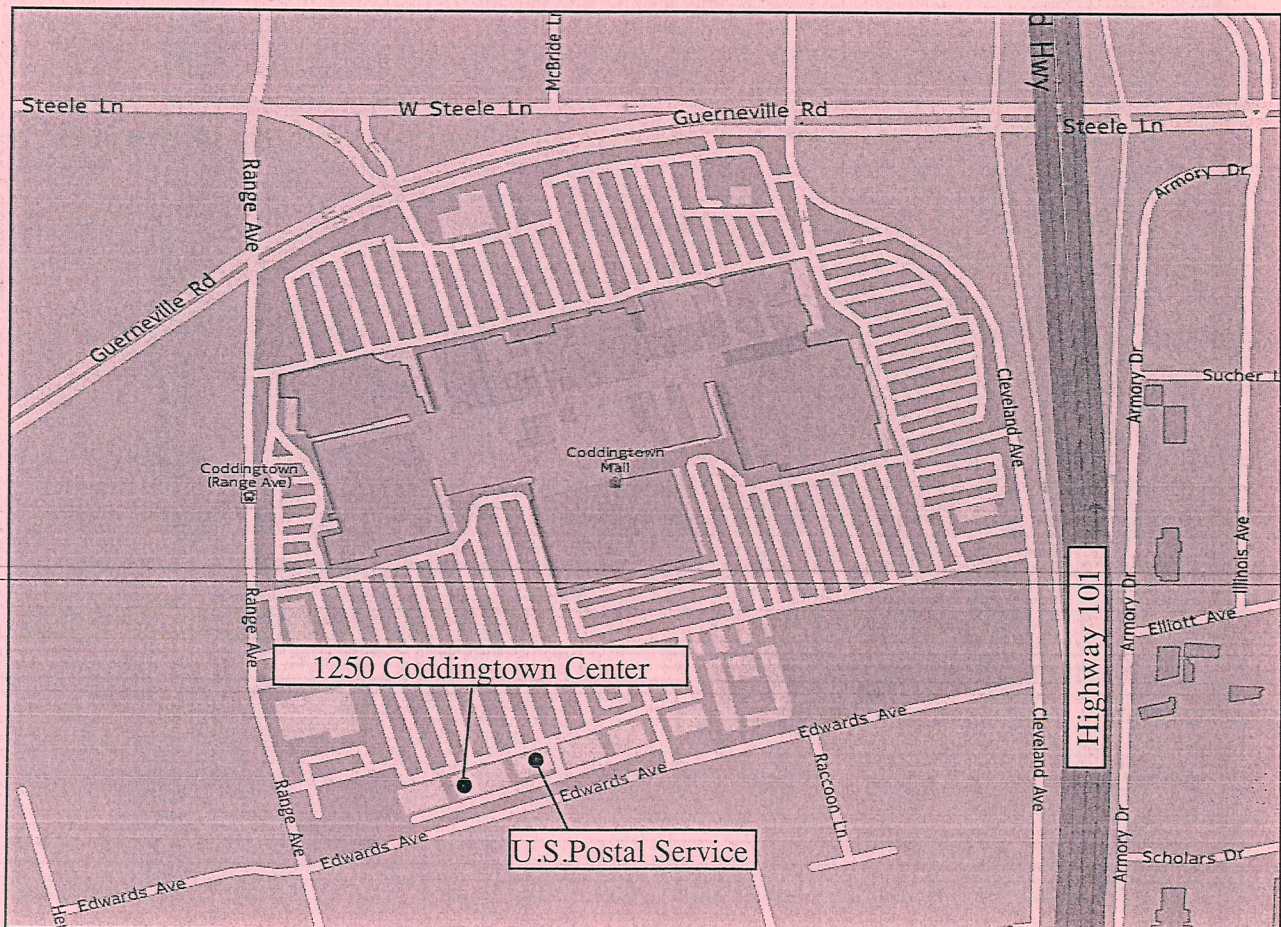 McBride Ln
d Hwy
Steele Ln
W Steele Ln
Guerneville Rd
Steele Ln
Range Ave
Armory Dr
Guerneville Rd
Armory Dr
Sucher L
Cleveland Ave
Coddingtown
(Range Ave)
Coddingtown
Mall
Illinois Ave
Range Ave
Highway 101
Armory Dr
Elliott Ave
1250 Coddingtown Center
Edwards Ave
Cleveland Ave
Raccoon Ln
Edwards Ave
Range Ave
U.S.Postal Service
Edwards Ave
Armory Dr
Scholars Dr
Edwards Ave
He